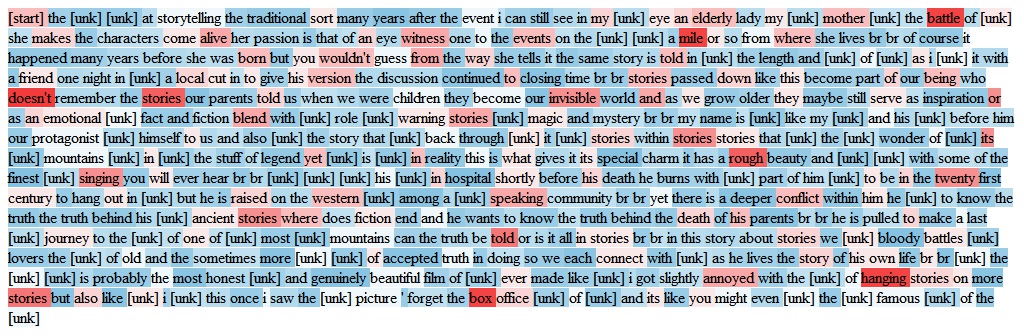 [start] the [unk] [unk] at storytelling the traditional sort many years after the event i can still see in my [unk] eye an elderly lady my [unk] mother [unk] the battle of [unk]
she makes the characters come alive her passion is that of an eye witness one to the events on the [unk] [unk] a mile or so from where she lives br br of course it
happened many years before she was born but you wouldn't guess from the way she tells it the same story is told in [unk] the length and [unk] of [unk] as i [unk] it with
a friend one night in [unk] a local cut in to give his version the discussion continued to closing time br br stories passed down like this become part of our being who
doesn't remember the stories our parents told us when we were children they become our invisible world and as we grow older they maybe still serve as inspiration or
as an emotional [unk] fact and fiction blend with [unk] role [unk] warning stories [unk] magic and mystery br br my name is [unk] like my [unk] and his [unk] before him
our protagonist [unk] himself to us and also [unk] the story that [unk] back through [unk] it [unk] stories within stories stories that [unk] the [unk] wonder of [unk] its
[unk] mountains [unk] in [unk] the stuff of legend yet [unk] is [unk] in reality this is what gives it its special charm it has a rough beauty and [unk] [unk] with some of the
finest [unk] singing you will ever hear br br [unk] [unk] [unk] his [unk] in hospital shortly before his death he burns with [unk] part of him [unk] to be in the twenty first
century to hang out in [unk] but he is raised on the western [unk] among a [unk] speaking community br br yet there is a deeper conflict within him he [unk] to know the
truth the truth behind his [unk] ancient stories where does fiction end and he wants to know the truth behind the death of his parents br br he is pulled to make a last
[unk] journey to the [unk] of one of [unk] most [unk] mountains can the truth be told or is it all in stories br br in this story about stories we [unk] bloody battles [unk]
lovers the [unk] of old and the sometimes more [unk] [unk] of accepted truth in doing so we each connect with [unk] as he lives the story of his own life br br [unk] the
[unk] [unk] is probably the most honest [unk] and genuinely beautiful film of [unk] ever made like [unk] i got slightly annoyed with the [unk] of hanging stories on more
stories but also like [unk] i [unk] this once i saw the [unk] picture ' forget the box office [unk] of [unk] and its like you might even [unk] the [unk] famous [unk] of the
[unk]